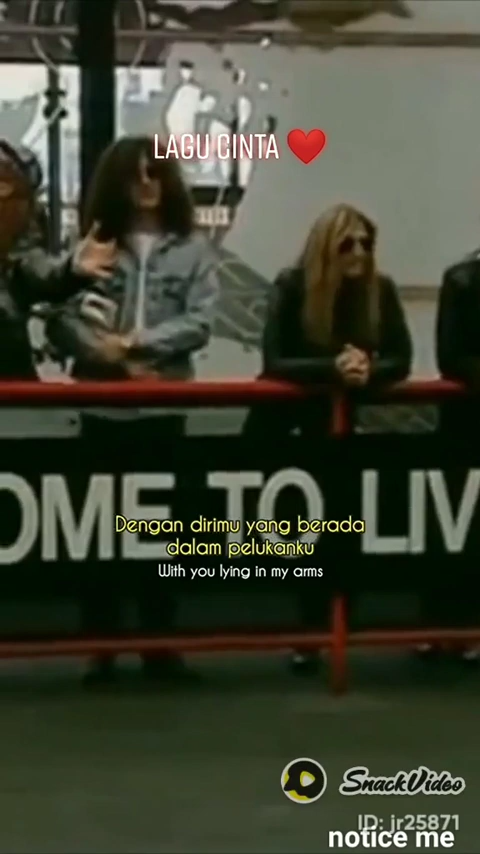 LAGU CINTA ❤️
OME TO LIV
Dengan dirimu yang berada
dalam pelukanku
With you lying in my arms
SnackVideo
ID: jr25871
notice me